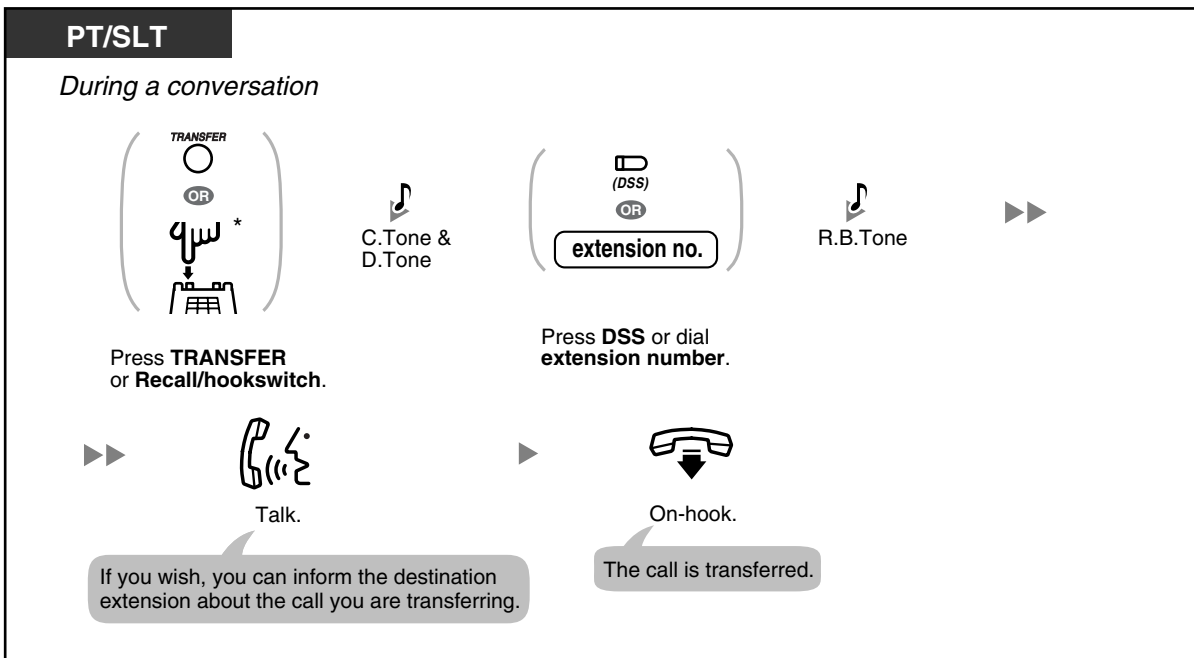 PT/SLT
During a conversation
TRANSFER
OR
*
C.Tone &
D.Tone
(DSS)
OR
extension no.
R.B.Tone
Press TRANSFER
or Recall/hookswitch.
Press DSS or dial
extension number.
Talk.
If you wish, you can inform the destination
extension about the call you are transferring.
On-hook.
The call is transferred.